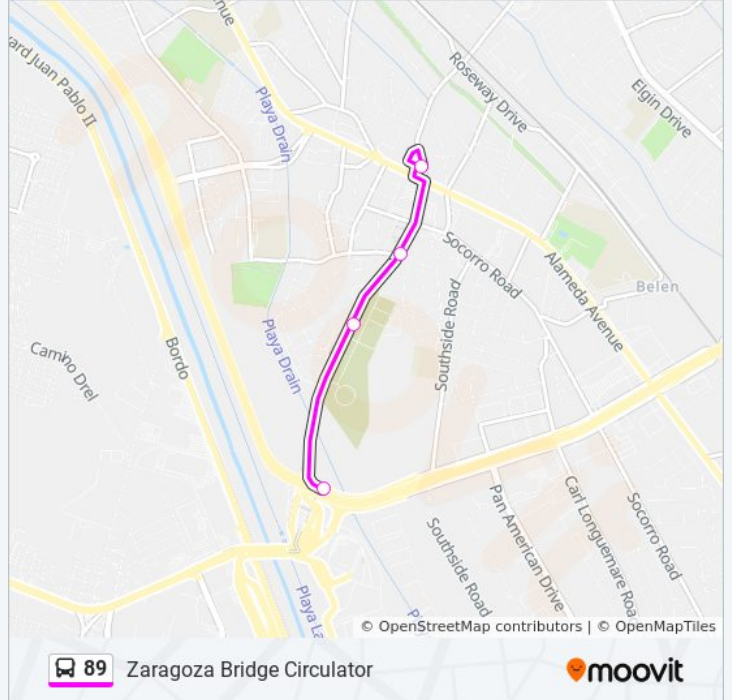 ard Juan Pablo II
Playa Drain
Roseway Drive
Elgin Drive
Socorro Road
Belen
Alameda Avenue
Southside Road
Playa Drain
Bordo
Camino Drel
Pan American Drive
Carl Longuemare Roa
Socorro Road
Southside Road
Playa La
© OpenStreetMap contributors | © OpenMapTiles
89 Zaragoza Bridge Circulator
moovit